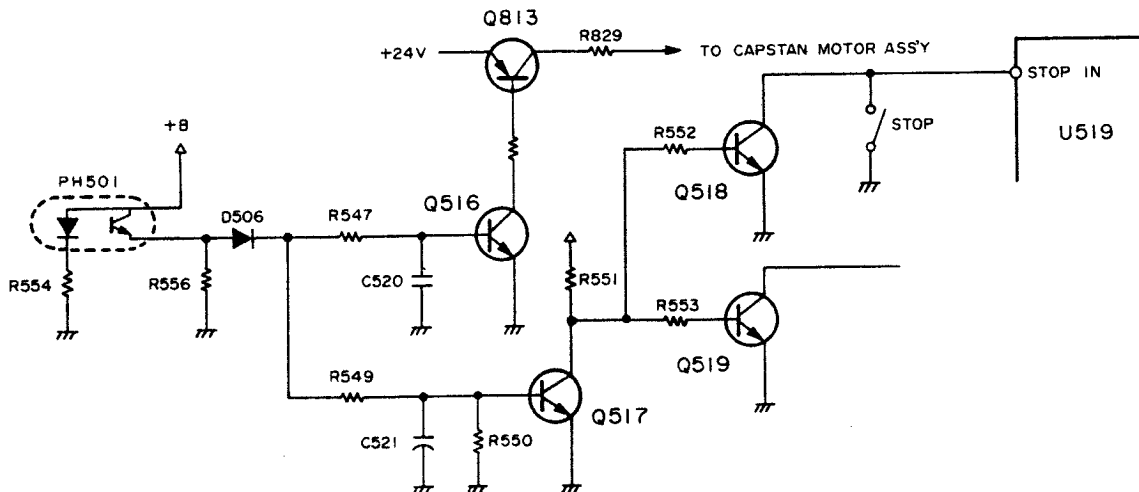 Q813
+24V
R829
TO CAPSTAN MOTOR ASS'Y
STOP IN
U519
STOP
R552
Q518
+8
PH501
D506
R547
Q516
R554
R556
C520
R551
R553
Q519
R549
Q517
C521
R550